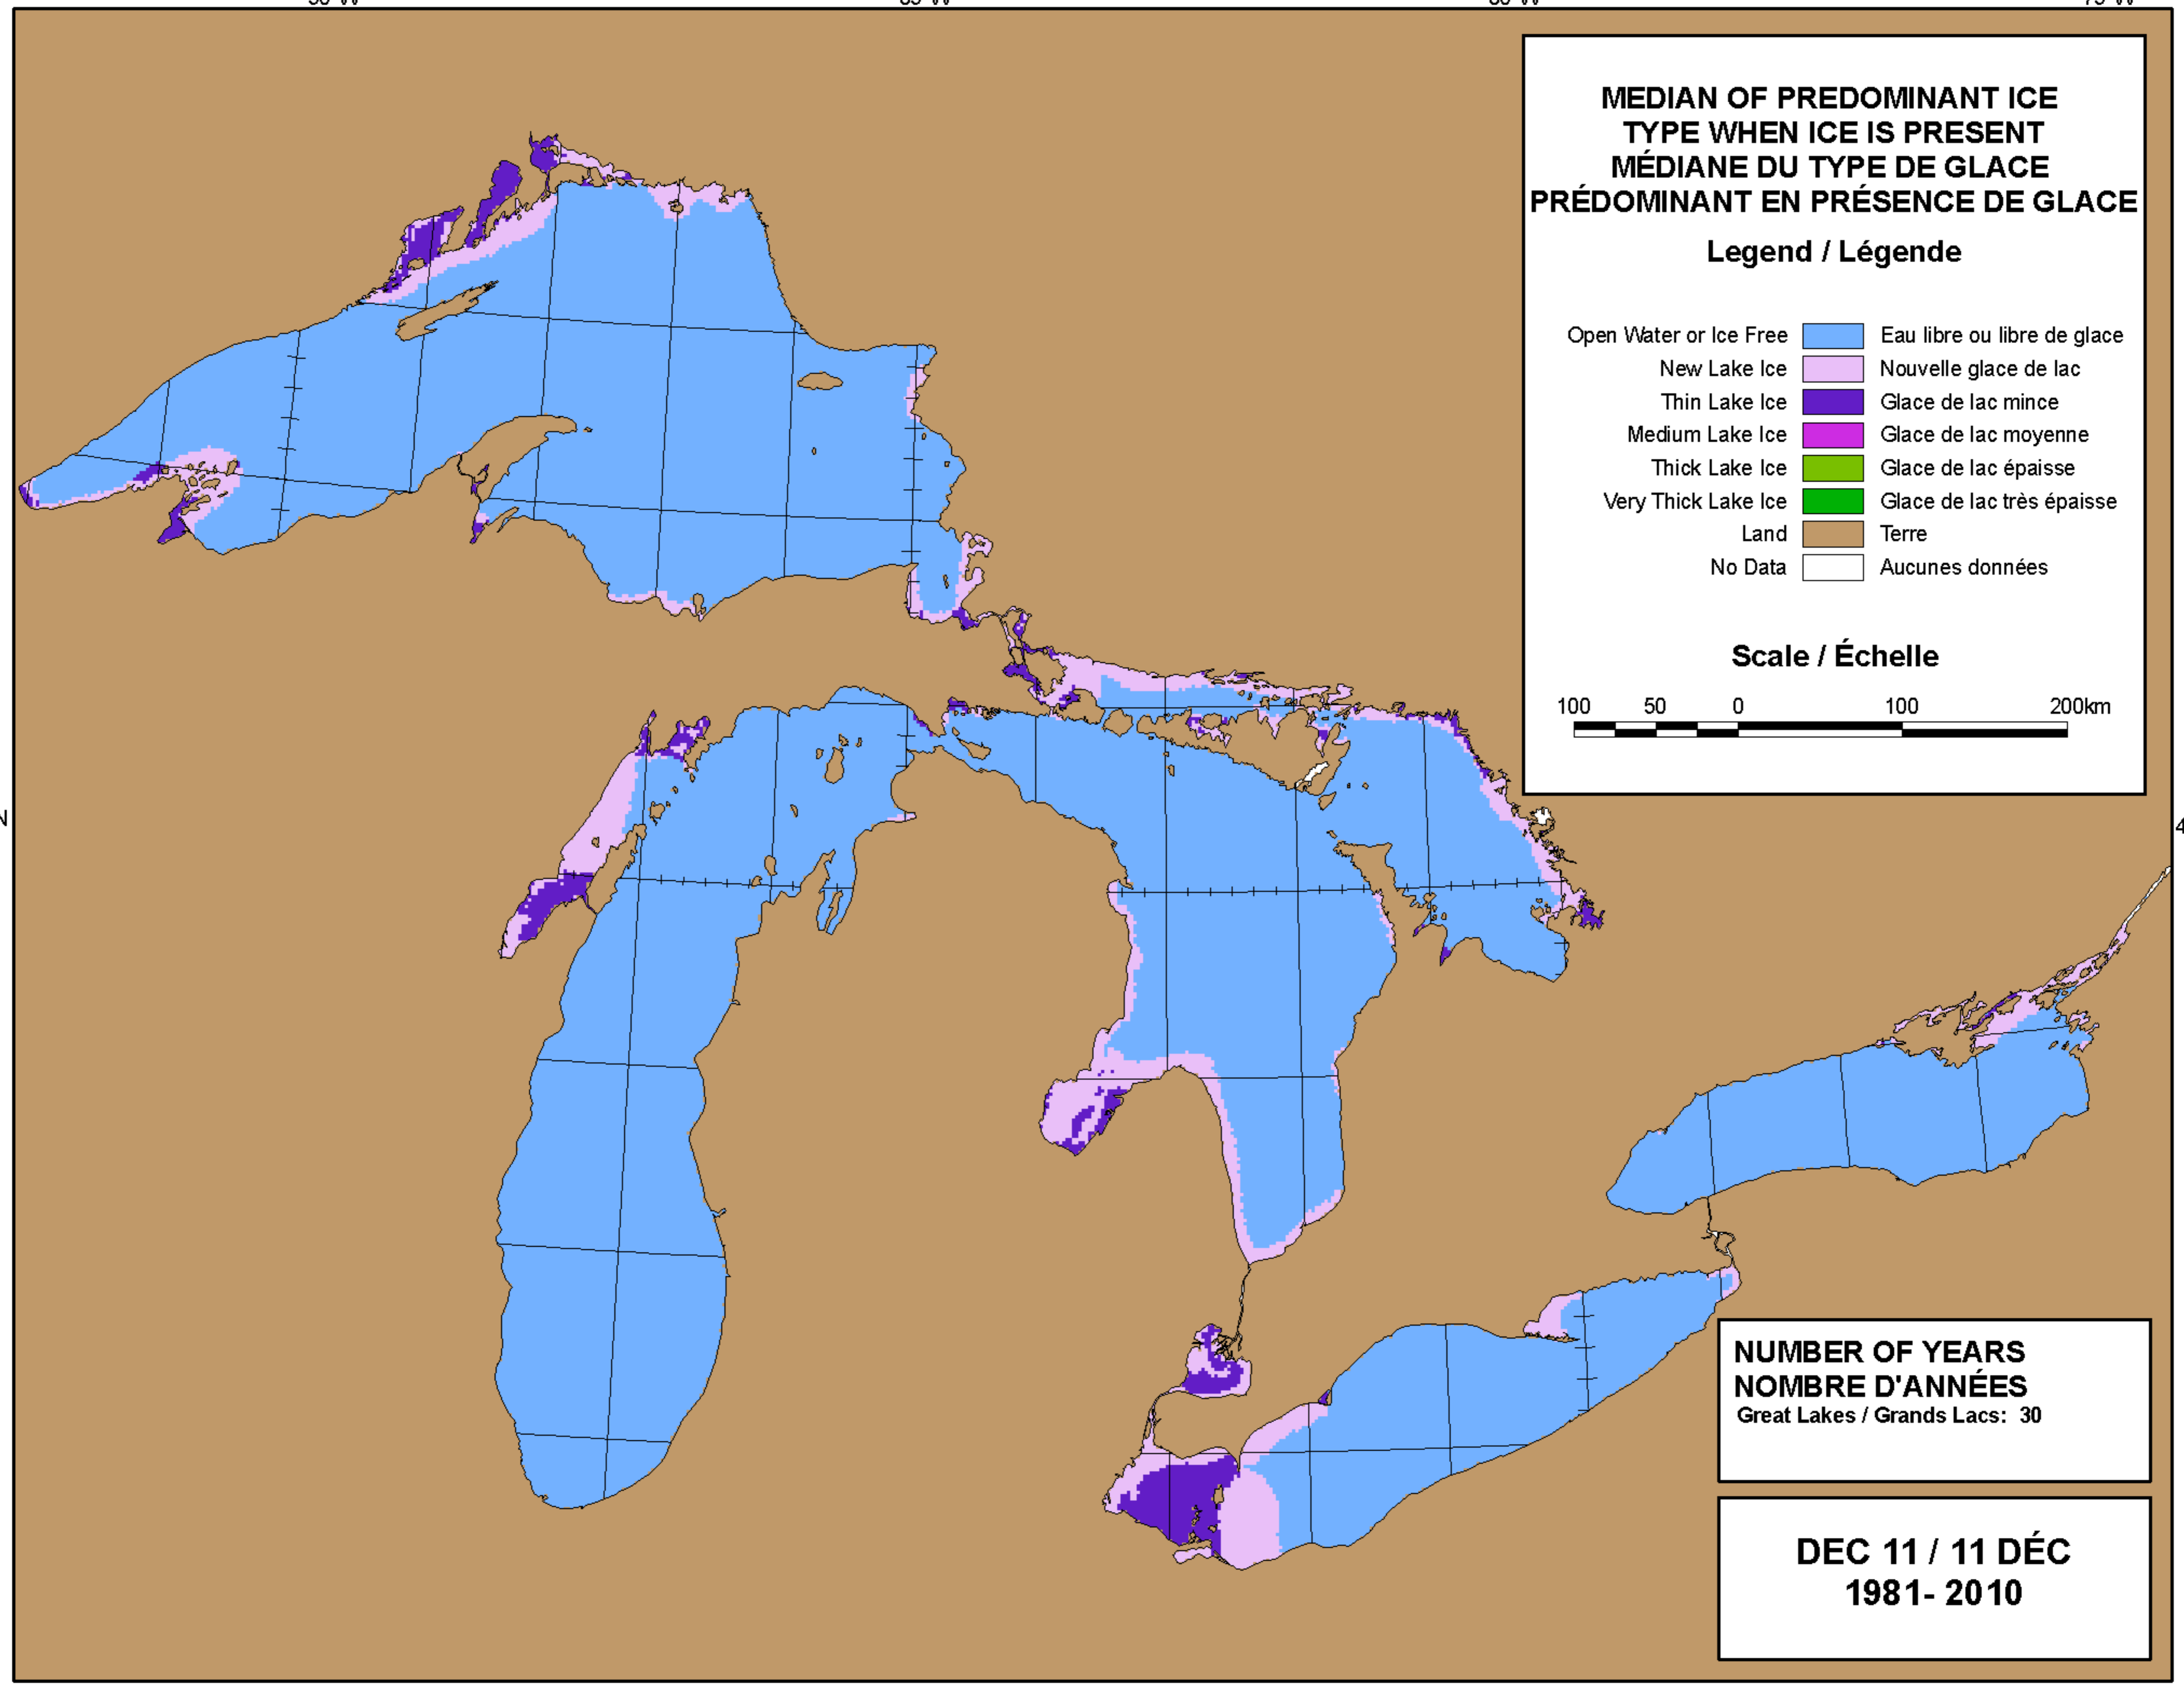 MEDIAN OF PREDOMINANT ICE
TYPE WHEN ICE IS PRESENT
MÉDIANE DU TYPE DE GLACE
PRÉDOMINANT EN PRÉSENCE DE GLACE
Legend / Légende
Open Water or Ice Free Eau libre ou libre de glace
New Lake Ice Nouvelle glace de lac
Thin Lake Ice Glace de lac mince
Medium Lake Ice Glace de lac moyenne
Thick Lake Ice Glace de lac épaisse
Very Thick Lake Ice Glace de lac très épaisse
Land Terre
No Data Aucunes données
Scale / Échelle
100 50 0 100 200km
N
NUMBER OF YEARS
NOMBRE D'ANNÉES
Great Lakes / Grands Lacs: 30
DEC 11 / 11 DÉC
1981- 2010